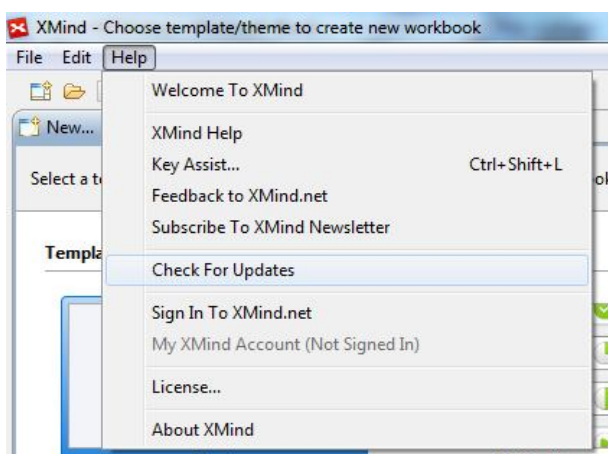 XMind - Choose template/theme to create new workbook
File Edit Help
Welcome To XMind
New...
XMind Help
Key Assist... Ctrl+Shift+L
Select a
Feedback to XMind.net
Subscribe To XMind Newsletter
Check For Updates
Sign In To XMind.net
My XMind Account (Not Signed In)
License...
About XMind